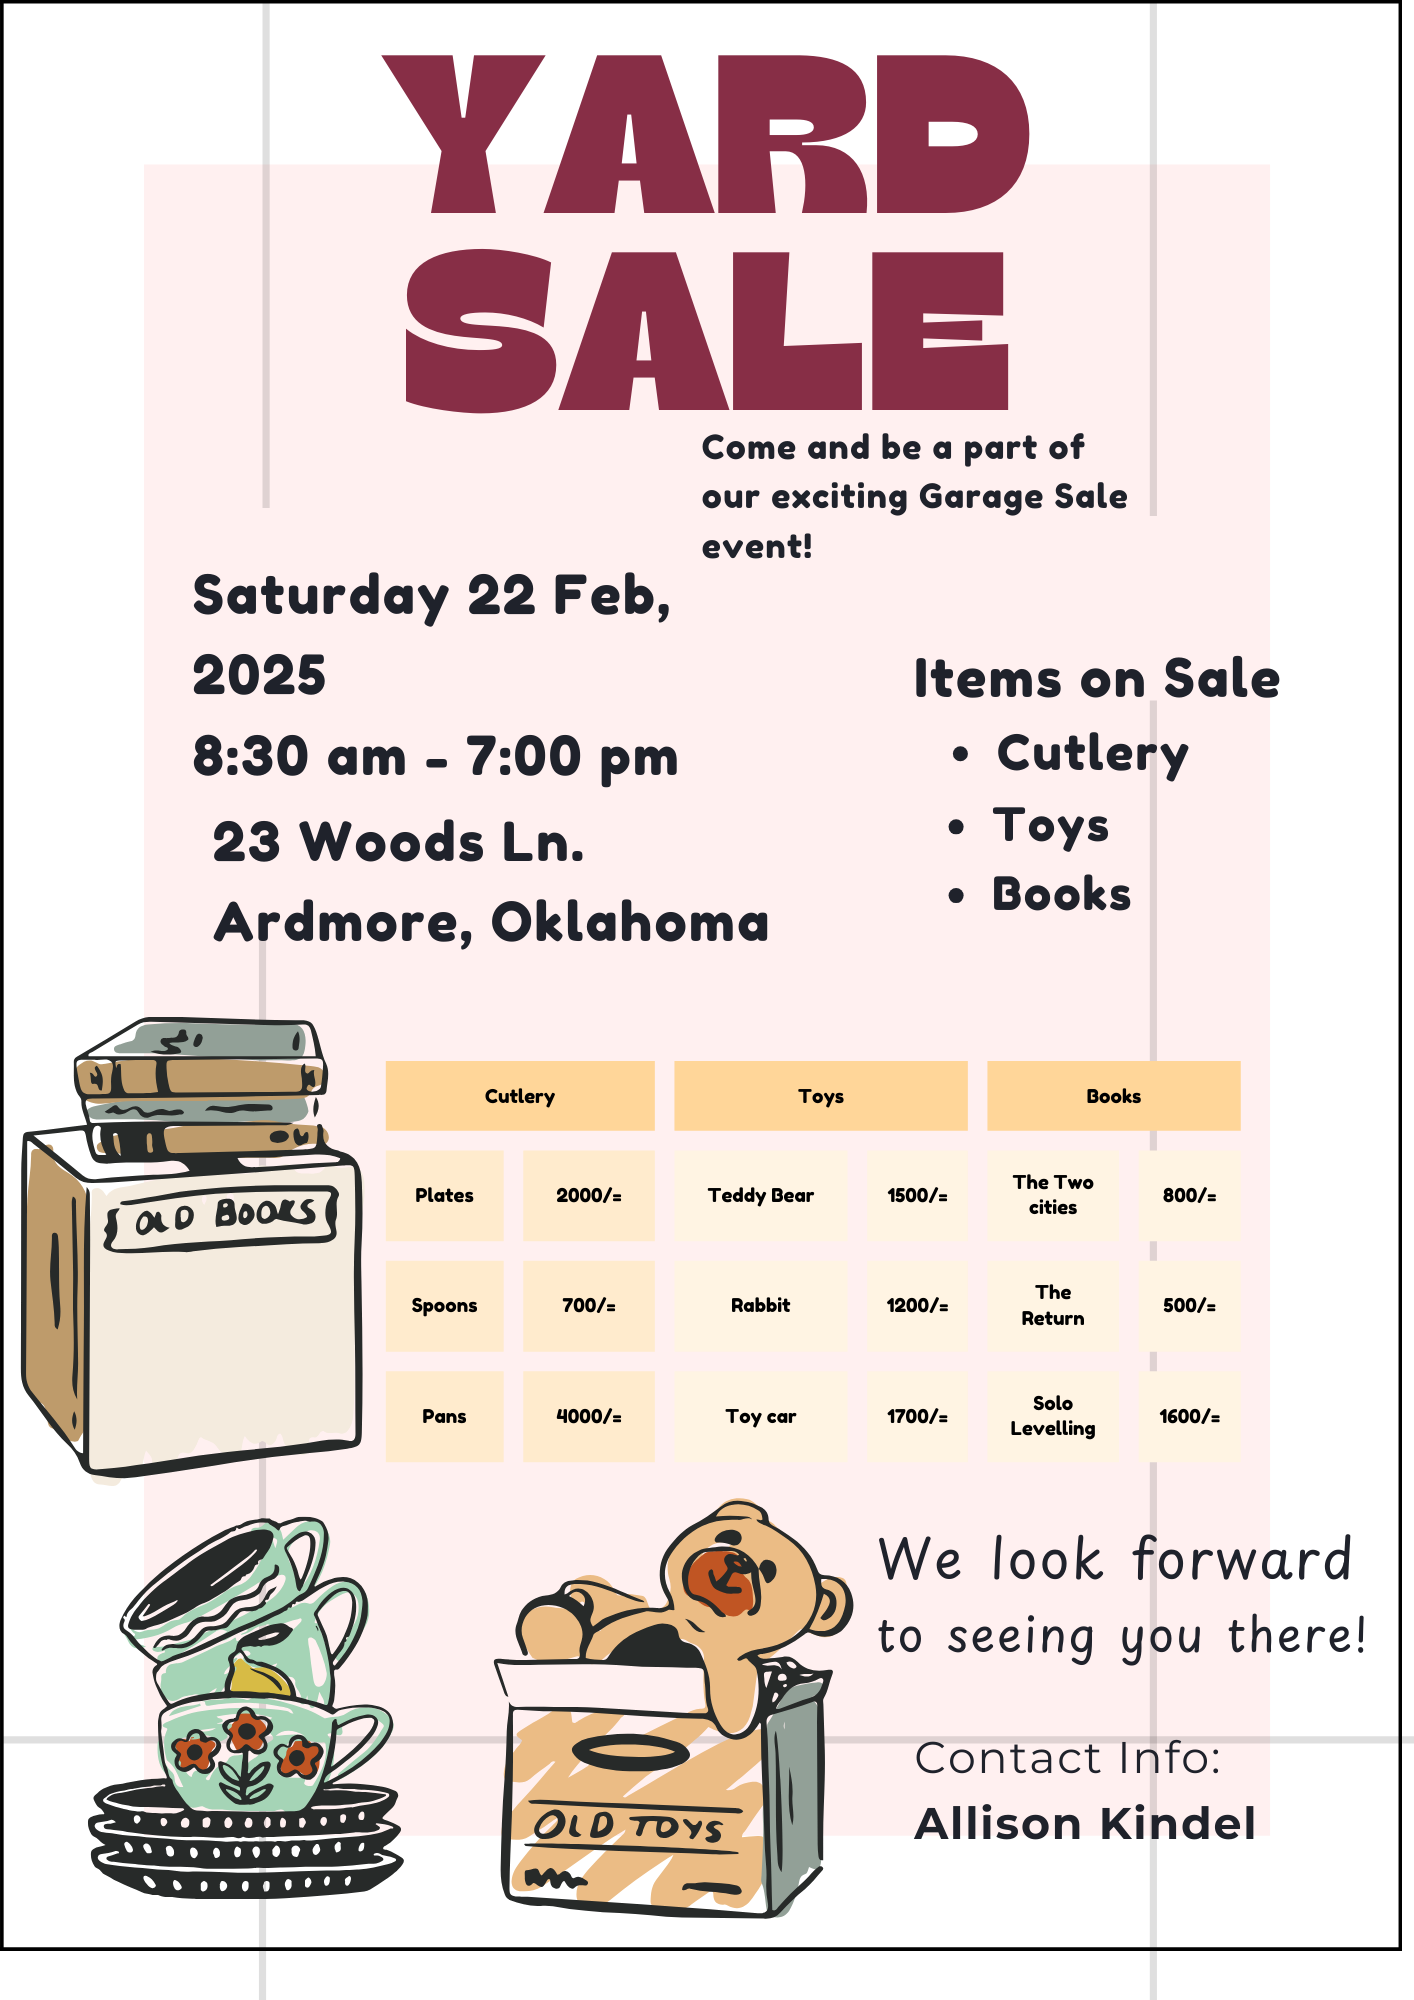 YARD
SALE
Come and be a part of
our exciting Garage Sale
event!
Saturday 22 Feb,
2025
8:30 am - 7:00 pm
23 Woods Ln.
Ardmore, Oklahoma
Items on Sale
• Cutlery
• Toys
• Books
OLD BOOKS
Cutlery Toys Books
Plates 2000/= Teddy Bear 1500/= The Two
cities 800/=
Spoons 700/= Rabbit 1200/= The
Return 500/=
Pans 4000/= Toy car 1700/= Solo
Levelling 1600/=
We look forward
to seeing you there!
OLD TOYS
Contact Info:
Allison Kindel